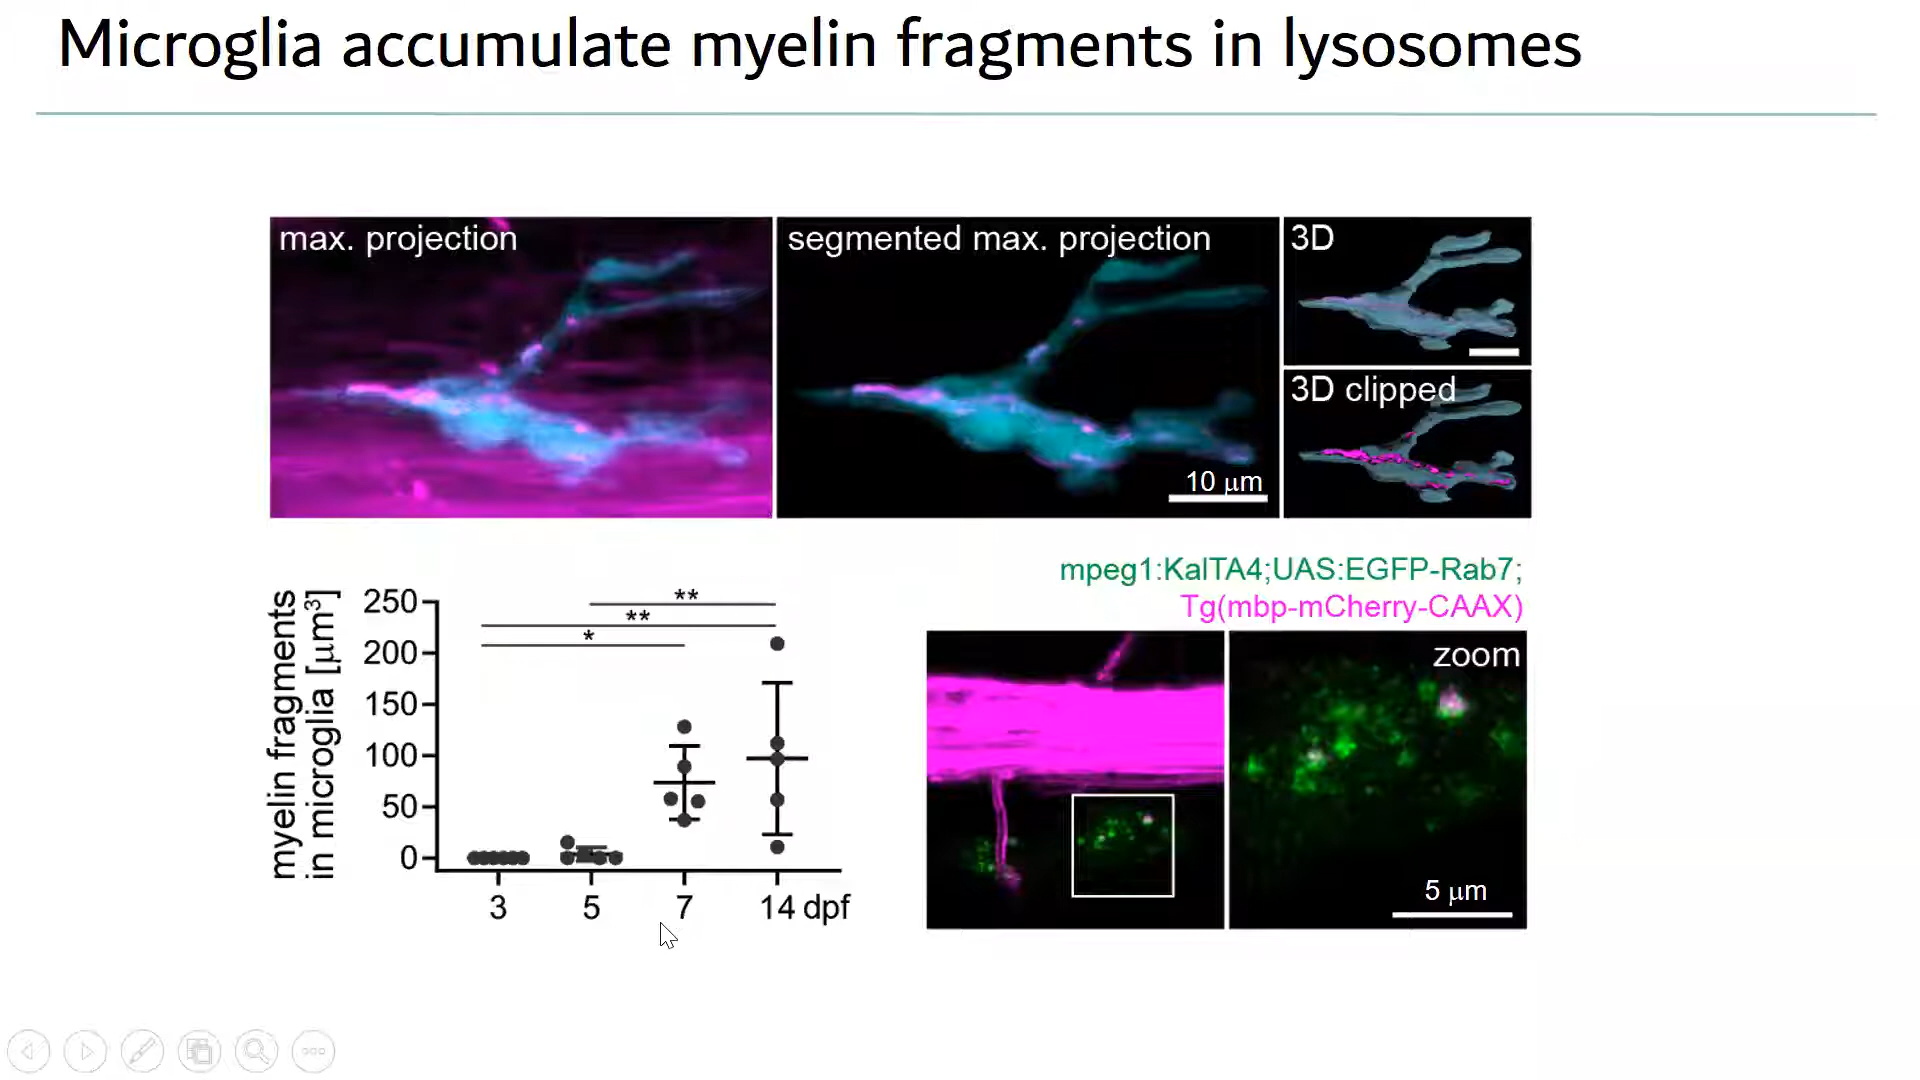 Microglia accumulate myelin fragments in lysosomes
max. projection
segmented max. projection
10 μm
3D
3D clipped
myelin fragments
in microglia [μm³]
250
200
150
100
50
0
**
**
*
3 5 7 14 dpf
mpeg1:KalTA4;UAS:EGFP-Rab7;
Tg(mbp-mCherry-CAAX)
zoom
5 μm